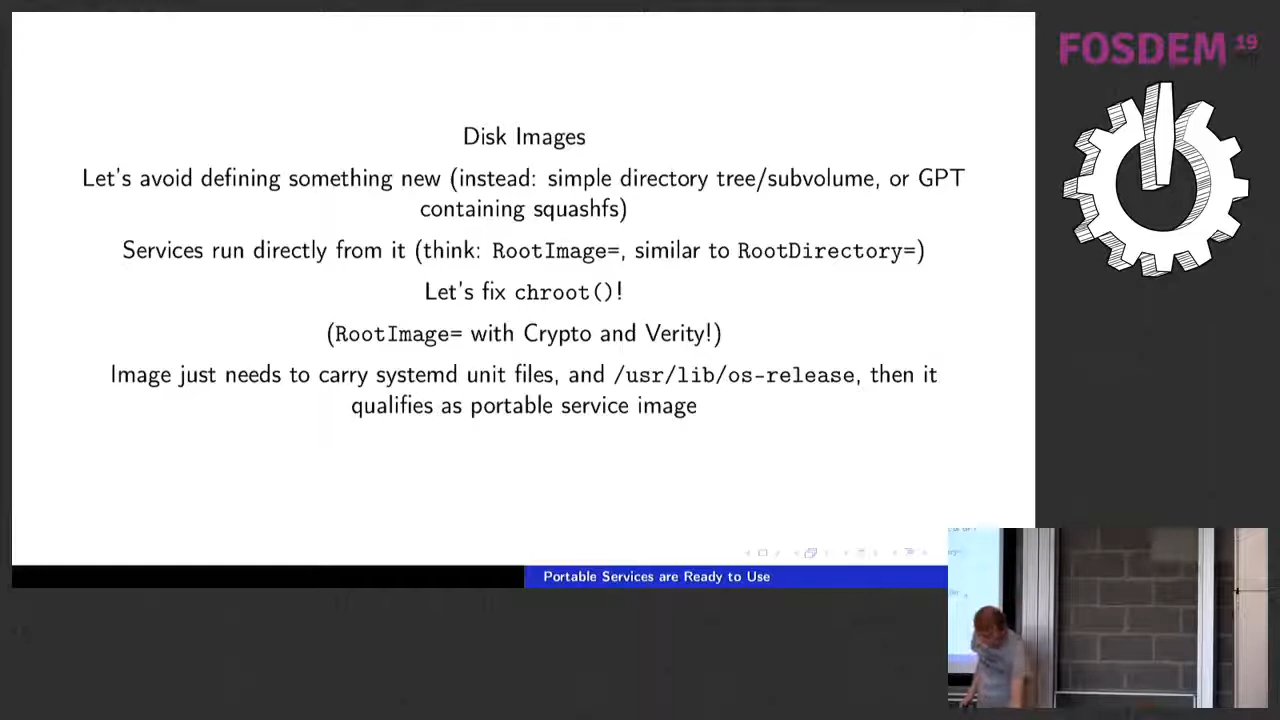 FOSDEM 19
Disk Images
Let's avoid defining something new (instead: simple directory tree/subvolume, or GPT
containing squashfs)
Services run directly from it (think: RootImage=, similar to RootDirectory=)
Let's fix chroot()!
(RootImage= with Crypto and Verity!)
Image just needs to carry systemd unit files, and /usr/lib/os-release, then it
qualifies as portable service image
Portable Services are Ready to Use